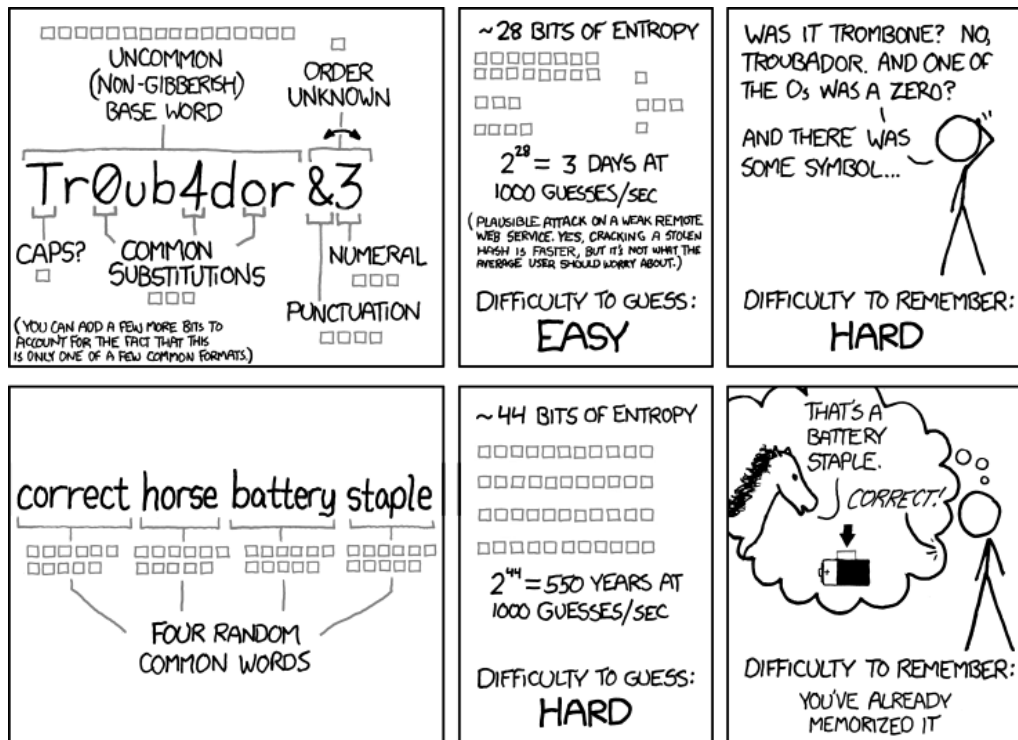 UNCOMMON
(NON-GIBBERISH)
BASE WORD
ORDER
UNKNOWN
Tr0ub4dor &3
CAPS?
COMMON
SUBSTITUTIONS
NUMERAL
PUNCTUATION
(YOU CAN ADD A FEW MORE BITS TO
ACCOUNT FOR THE FACT THAT THIS
IS ONLY ONE OF A FEW COMMON FORMATS.)
~28 BITS OF ENTROPY
2²⁸ = 3 DAYS AT
1000 GUESSES/SEC
(PLAUSIBLE ATTACK ON A WEAK REMOTE
WEB SERVICE. YES, CRACKING A STOLEN
HASH IS FASTER, BUT IT'S NOT WHAT THE
AVERAGE USER SHOULD WORRY ABOUT.)
DIFFICULTY TO GUESS:
EASY
WAS IT TROMBONE? NO,
TROUBADOR. AND ONE OF
THE Os WAS A ZERO?
AND THERE WAS
SOME SYMBOL...
DIFFICULTY TO REMEMBER:
HARD
correct horse battery staple
FOUR RANDOM
COMMON WORDS
~44 BITS OF ENTROPY
2⁴⁴ = 550 YEARS AT
1000 GUESSES/SEC
DIFFICULTY TO GUESS:
HARD
THAT'S A
BATTERY
STAPLE.
CORRECT!
DIFFICULTY TO REMEMBER:
YOU'VE ALREADY
MEMORIZED IT